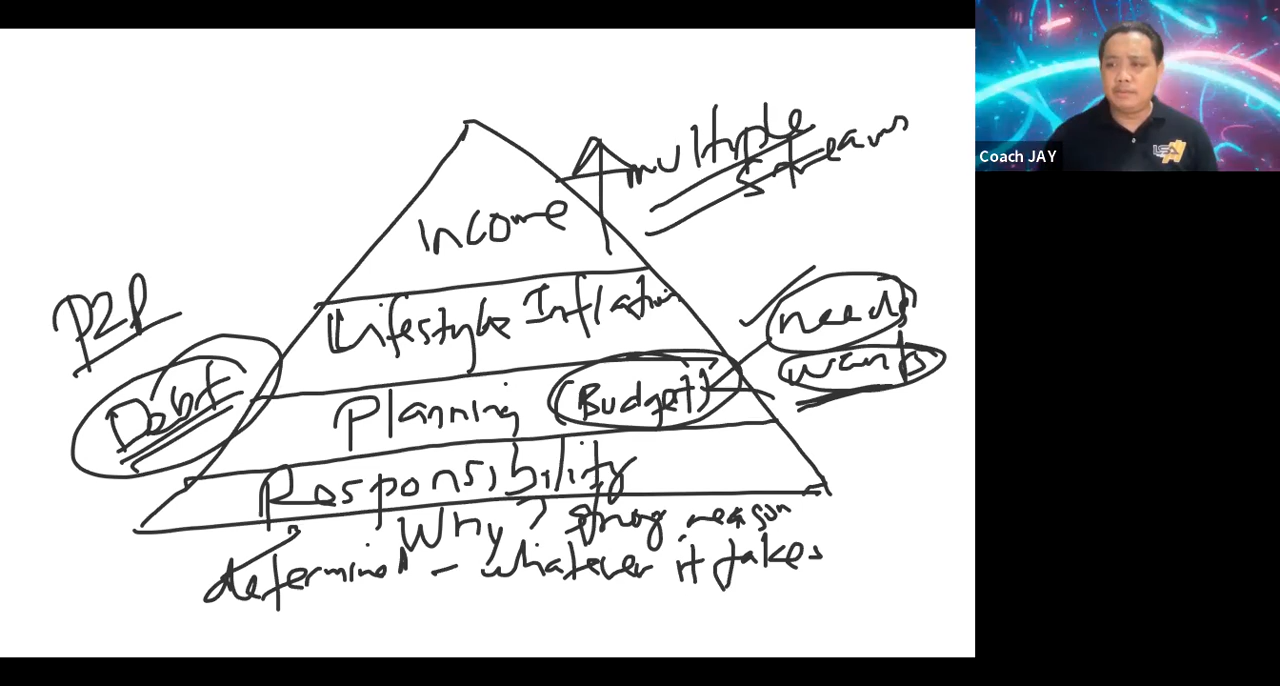 multiple
streams
Income
Lifestyle Inflation
P2P
Debt
Planning (Budget)
needs
wants
Responsibility
Why? strong reason
determined - whatever it takes
Coach JAY